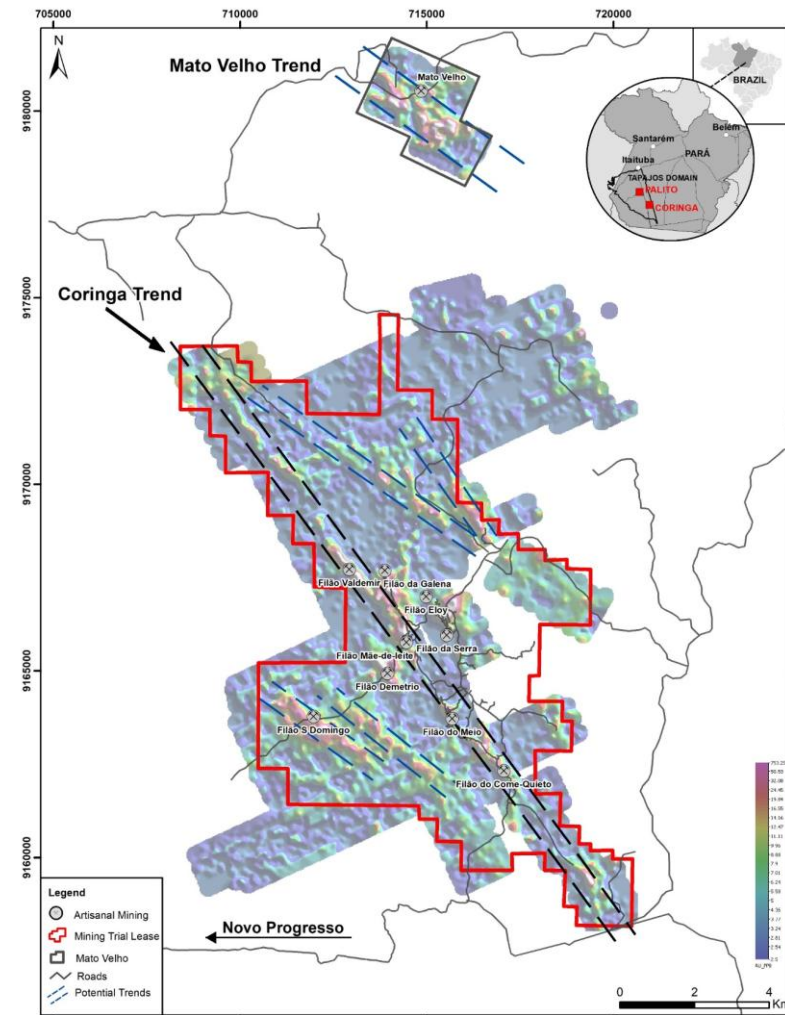 705000 710000 715000 720000
N
Mato Velho Trend
Mato Velho
BRAZIL
Belém
Santarém
PARÁ
Itaituba
TAPAJOS DOMAIN
PALITO
CORINGA
9180000
9175000
9170000
9165000
9160000
Coringa Trend
Filão Valdemir
Filão da Galena
Filão Eloy
Filão da Serra
Filão Mãe-de-leite
Filão Demetrio
Filão S Domingo
Filão do Meio
Filão do Come-Quieto
Novo Progresso
Legend
Artisanal Mining
Mining Trial Lease
Mato Velho
Roads
Potential Trends
0 2 4
Km